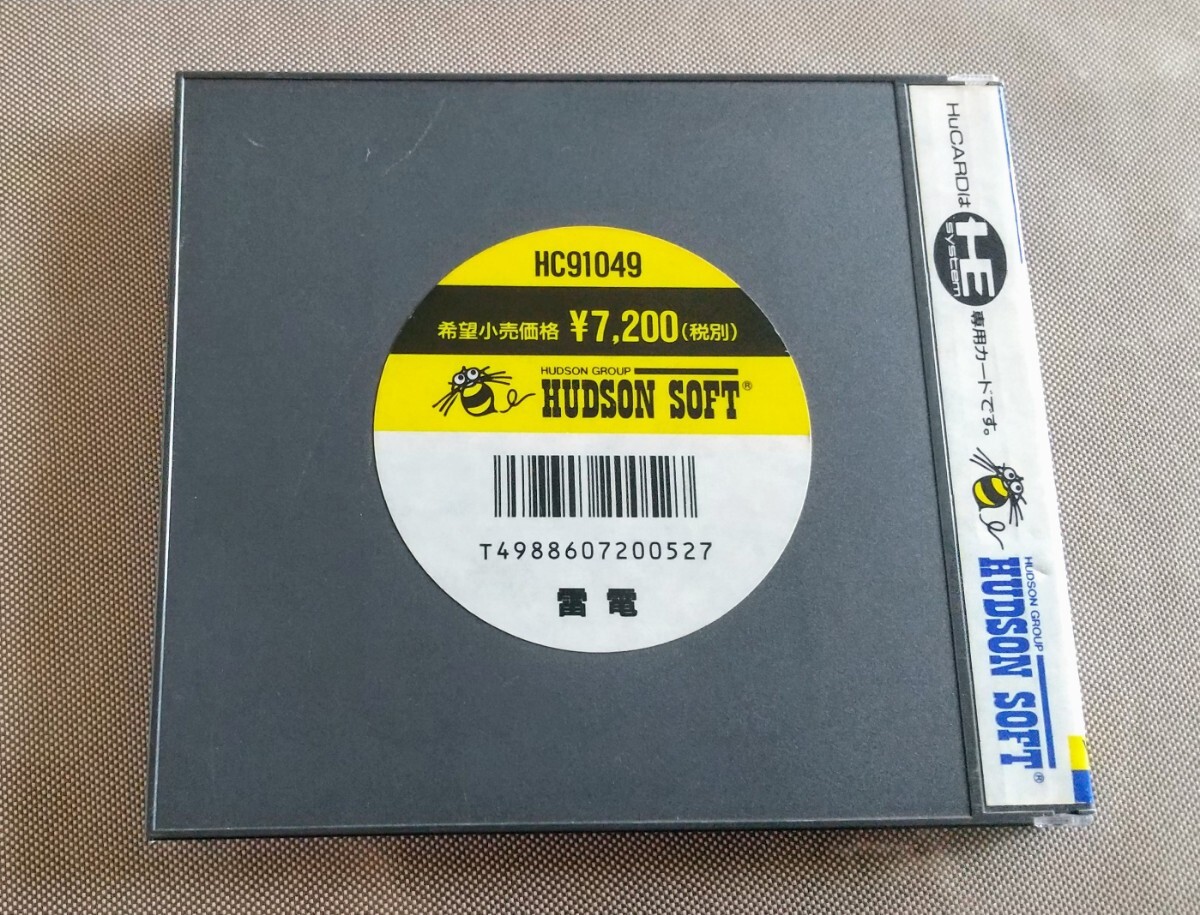 HC91049
希望小売価格 ¥7,200(税別)
HUDSON GROUP
HUDSON SOFT®
T4988607200527
雷電
HuCARDは
HE
system
専用カードです。
HUDSON GROUP
HUDSON SOFT®